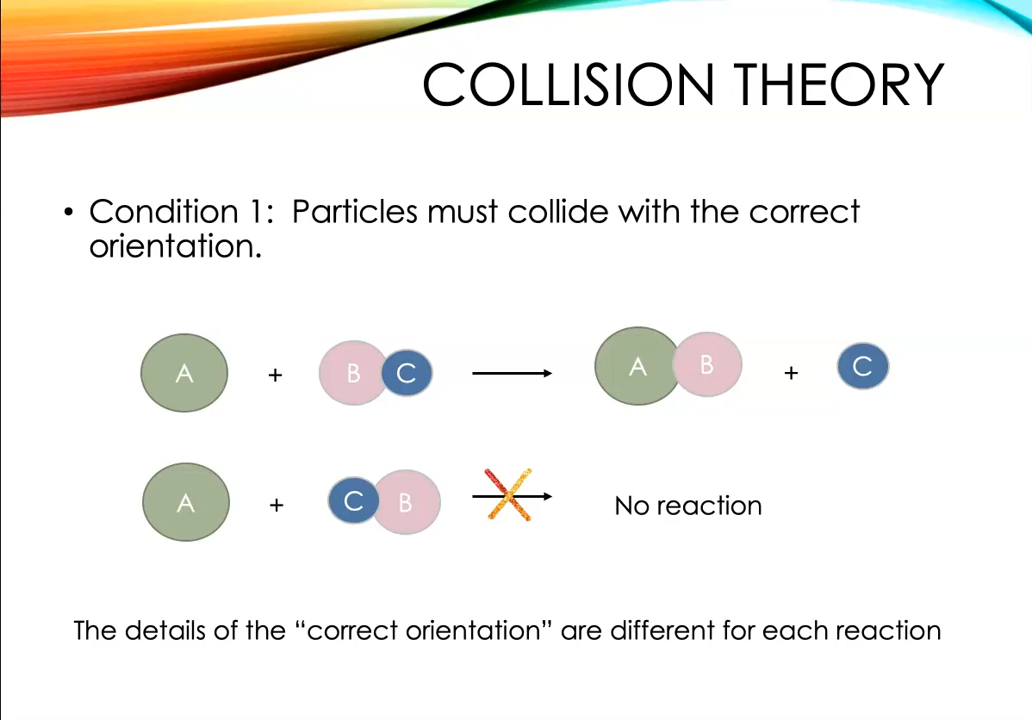 COLLISION THEORY
• Condition 1: Particles must collide with the correct
orientation.
A + B C A B + C
A + C B No reaction
The details of the “correct orientation” are different for each reaction